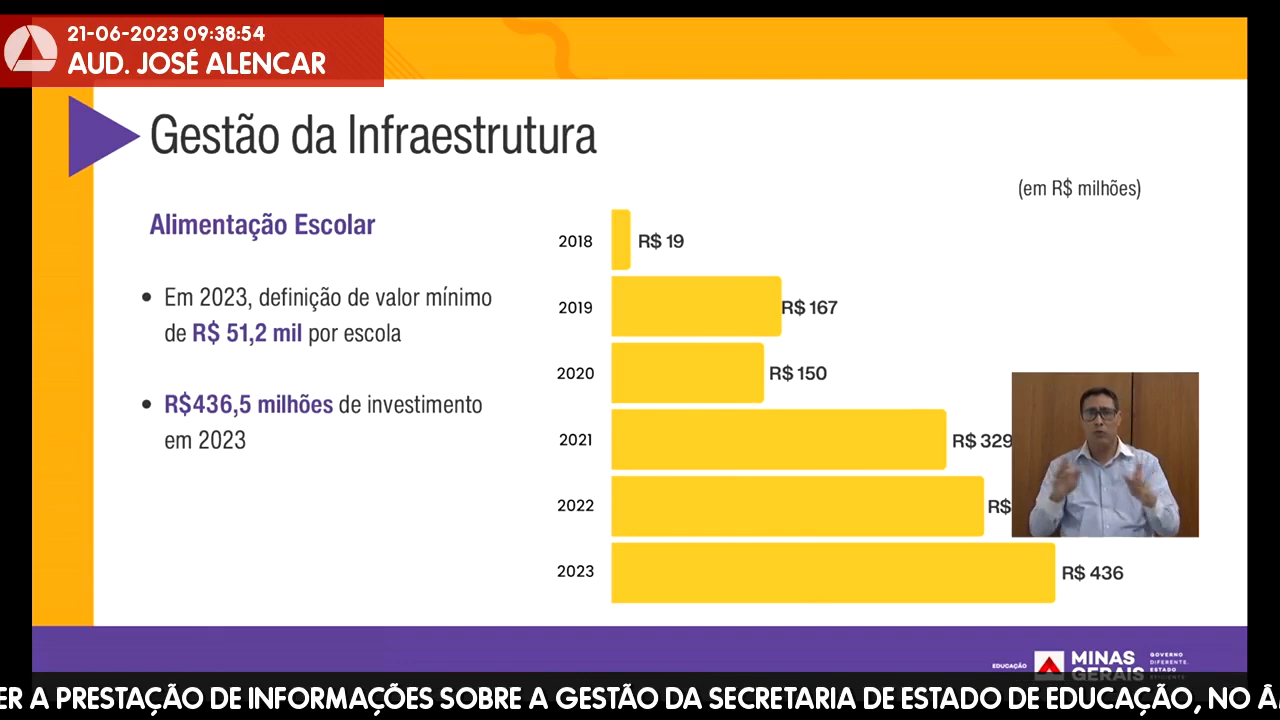 21-06-2023 09:38:54
AUD. JOSÉ ALENCAR
Gestão da Infraestrutura
(em R$ milhões)
Alimentação Escolar
• Em 2023, definição de valor mínimo
de R$ 51,2 mil por escola
• R$436,5 milhões de investimento
em 2023
2018 R$ 19
2019 R$ 167
2020 R$ 150
2021 R$ 329
2022 R$
2023 R$ 436
EDUCAÇÃO
MINAS
GERAIS
GOVERNO
DIFERENTE.
ESTADO
EFICIENTE.
ER A PRESTAÇÃO DE INFORMAÇÕES SOBRE A GESTÃO DA SECRETARIA DE ESTADO DE EDUCAÇÃO, NO Â